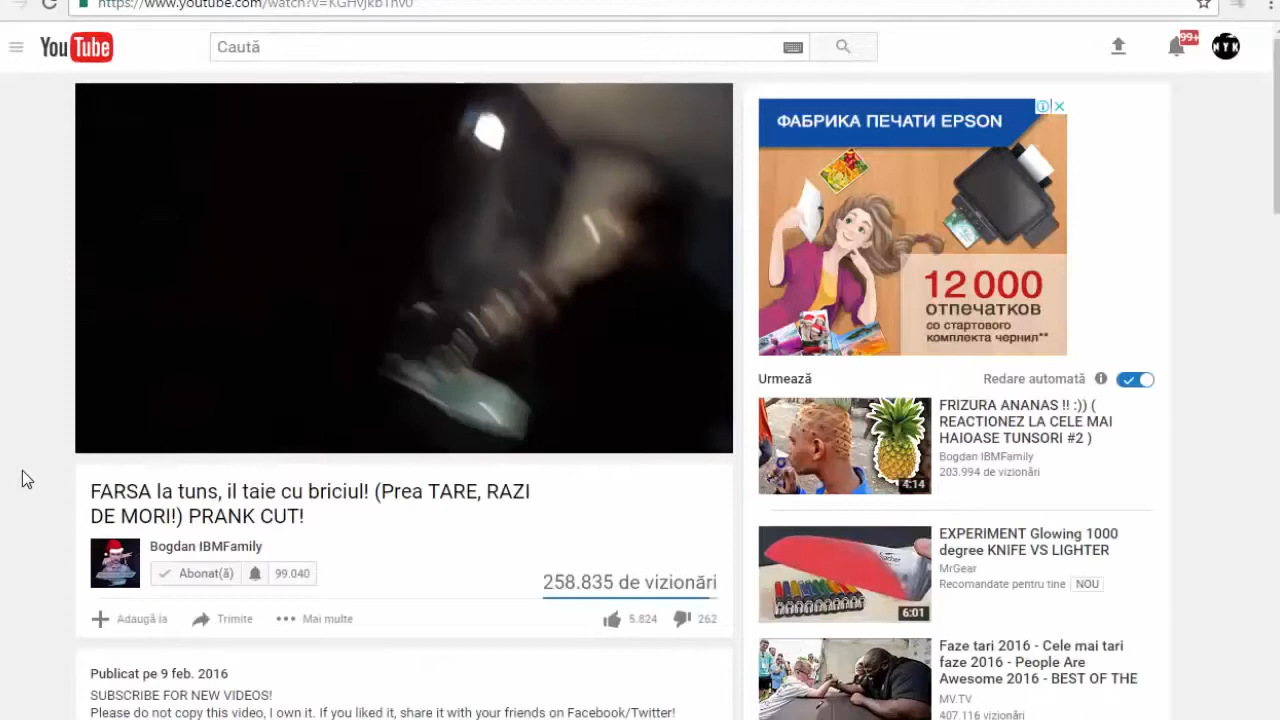 YouTube
Caută
99+
NYK
ФАБРИКА ПЕЧАТИ EPSON
12 000
отпечатков
со стартового
комплекта чернил**
Urmează
Redare automată
FRIZURA ANANAS !! :)) (
REACTIONEZ LA CELE MAI
HAIOASE TUNSORI #2 )
Bogdan IBMFamily
203.994 de vizionări
4:14
EXPERIMENT Glowing 1000
degree KNIFE VS LIGHTER
MrGear
Recomandate pentru tine NOU
6:01
Faze tari 2016 - Cele mai tari
faze 2016 - People Are
Awesome 2016 - BEST OF THE
MV.TV
407.116 vizionări
FARSA la tuns, il taie cu briciul! (Prea TARE, RAZI
DE MORI!) PRANK CUT!
Bogdan IBMFamily
Abonat(ă) 99.040
258.835 de vizionări
Adaugă la Trimite Mai multe 5.824 262
Publicat pe 9 feb. 2016
SUBSCRIBE FOR NEW VIDEOS!
Please do not copy this video, I own it. If you liked it, share it with your friends on Facebook/Twitter!